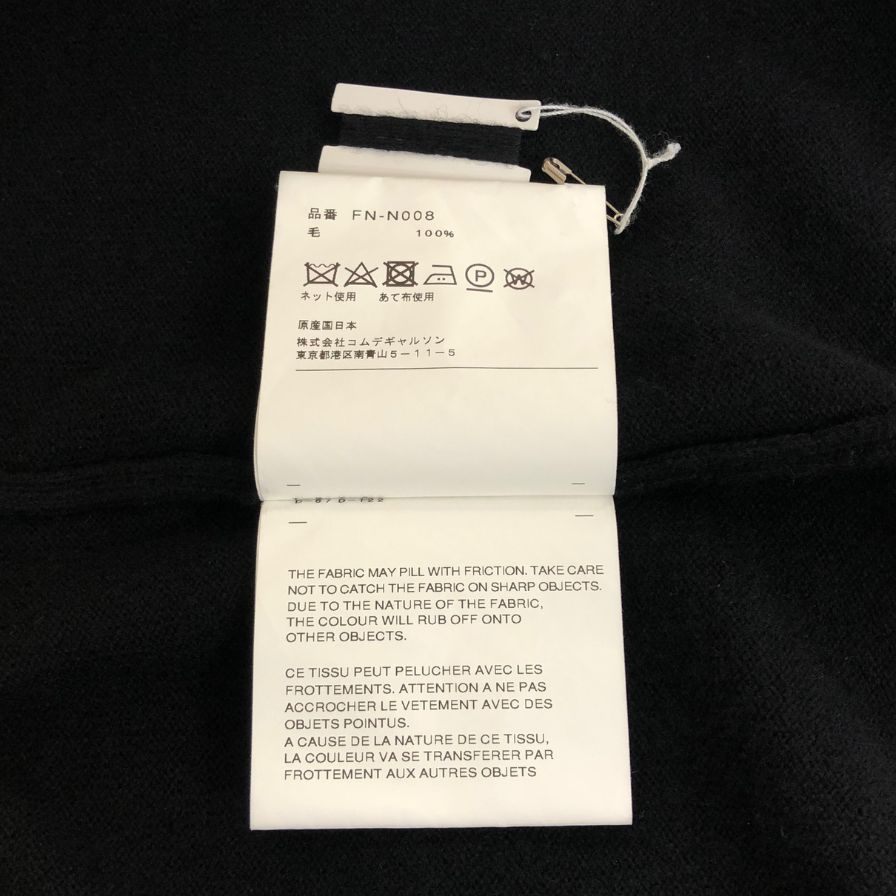 品番 FN-N008
毛 100%
P
W
ネット使用 あて布使用
原産国日本
株式会社コムデギャルソン
東京都港区南青山5-11-5
THE FABRIC MAY PILL WITH FRICTION. TAKE CARE
NOT TO CATCH THE FABRIC ON SHARP OBJECTS.
DUE TO THE NATURE OF THE FABRIC,
THE COLOUR WILL RUB OFF ONTO
OTHER OBJECTS.
CE TISSU PEUT PELUCHER AVEC LES
FROTTEMENTS. ATTENTION A NE PAS
ACCROCHER LE VETEMENT AVEC DES
OBJETS POINTUS.
A CAUSE DE LA NATURE DE CE TISSU,
LA COULEUR VA SE TRANSFERER PAR
FROTTEMENT AUX AUTRES OBJETS